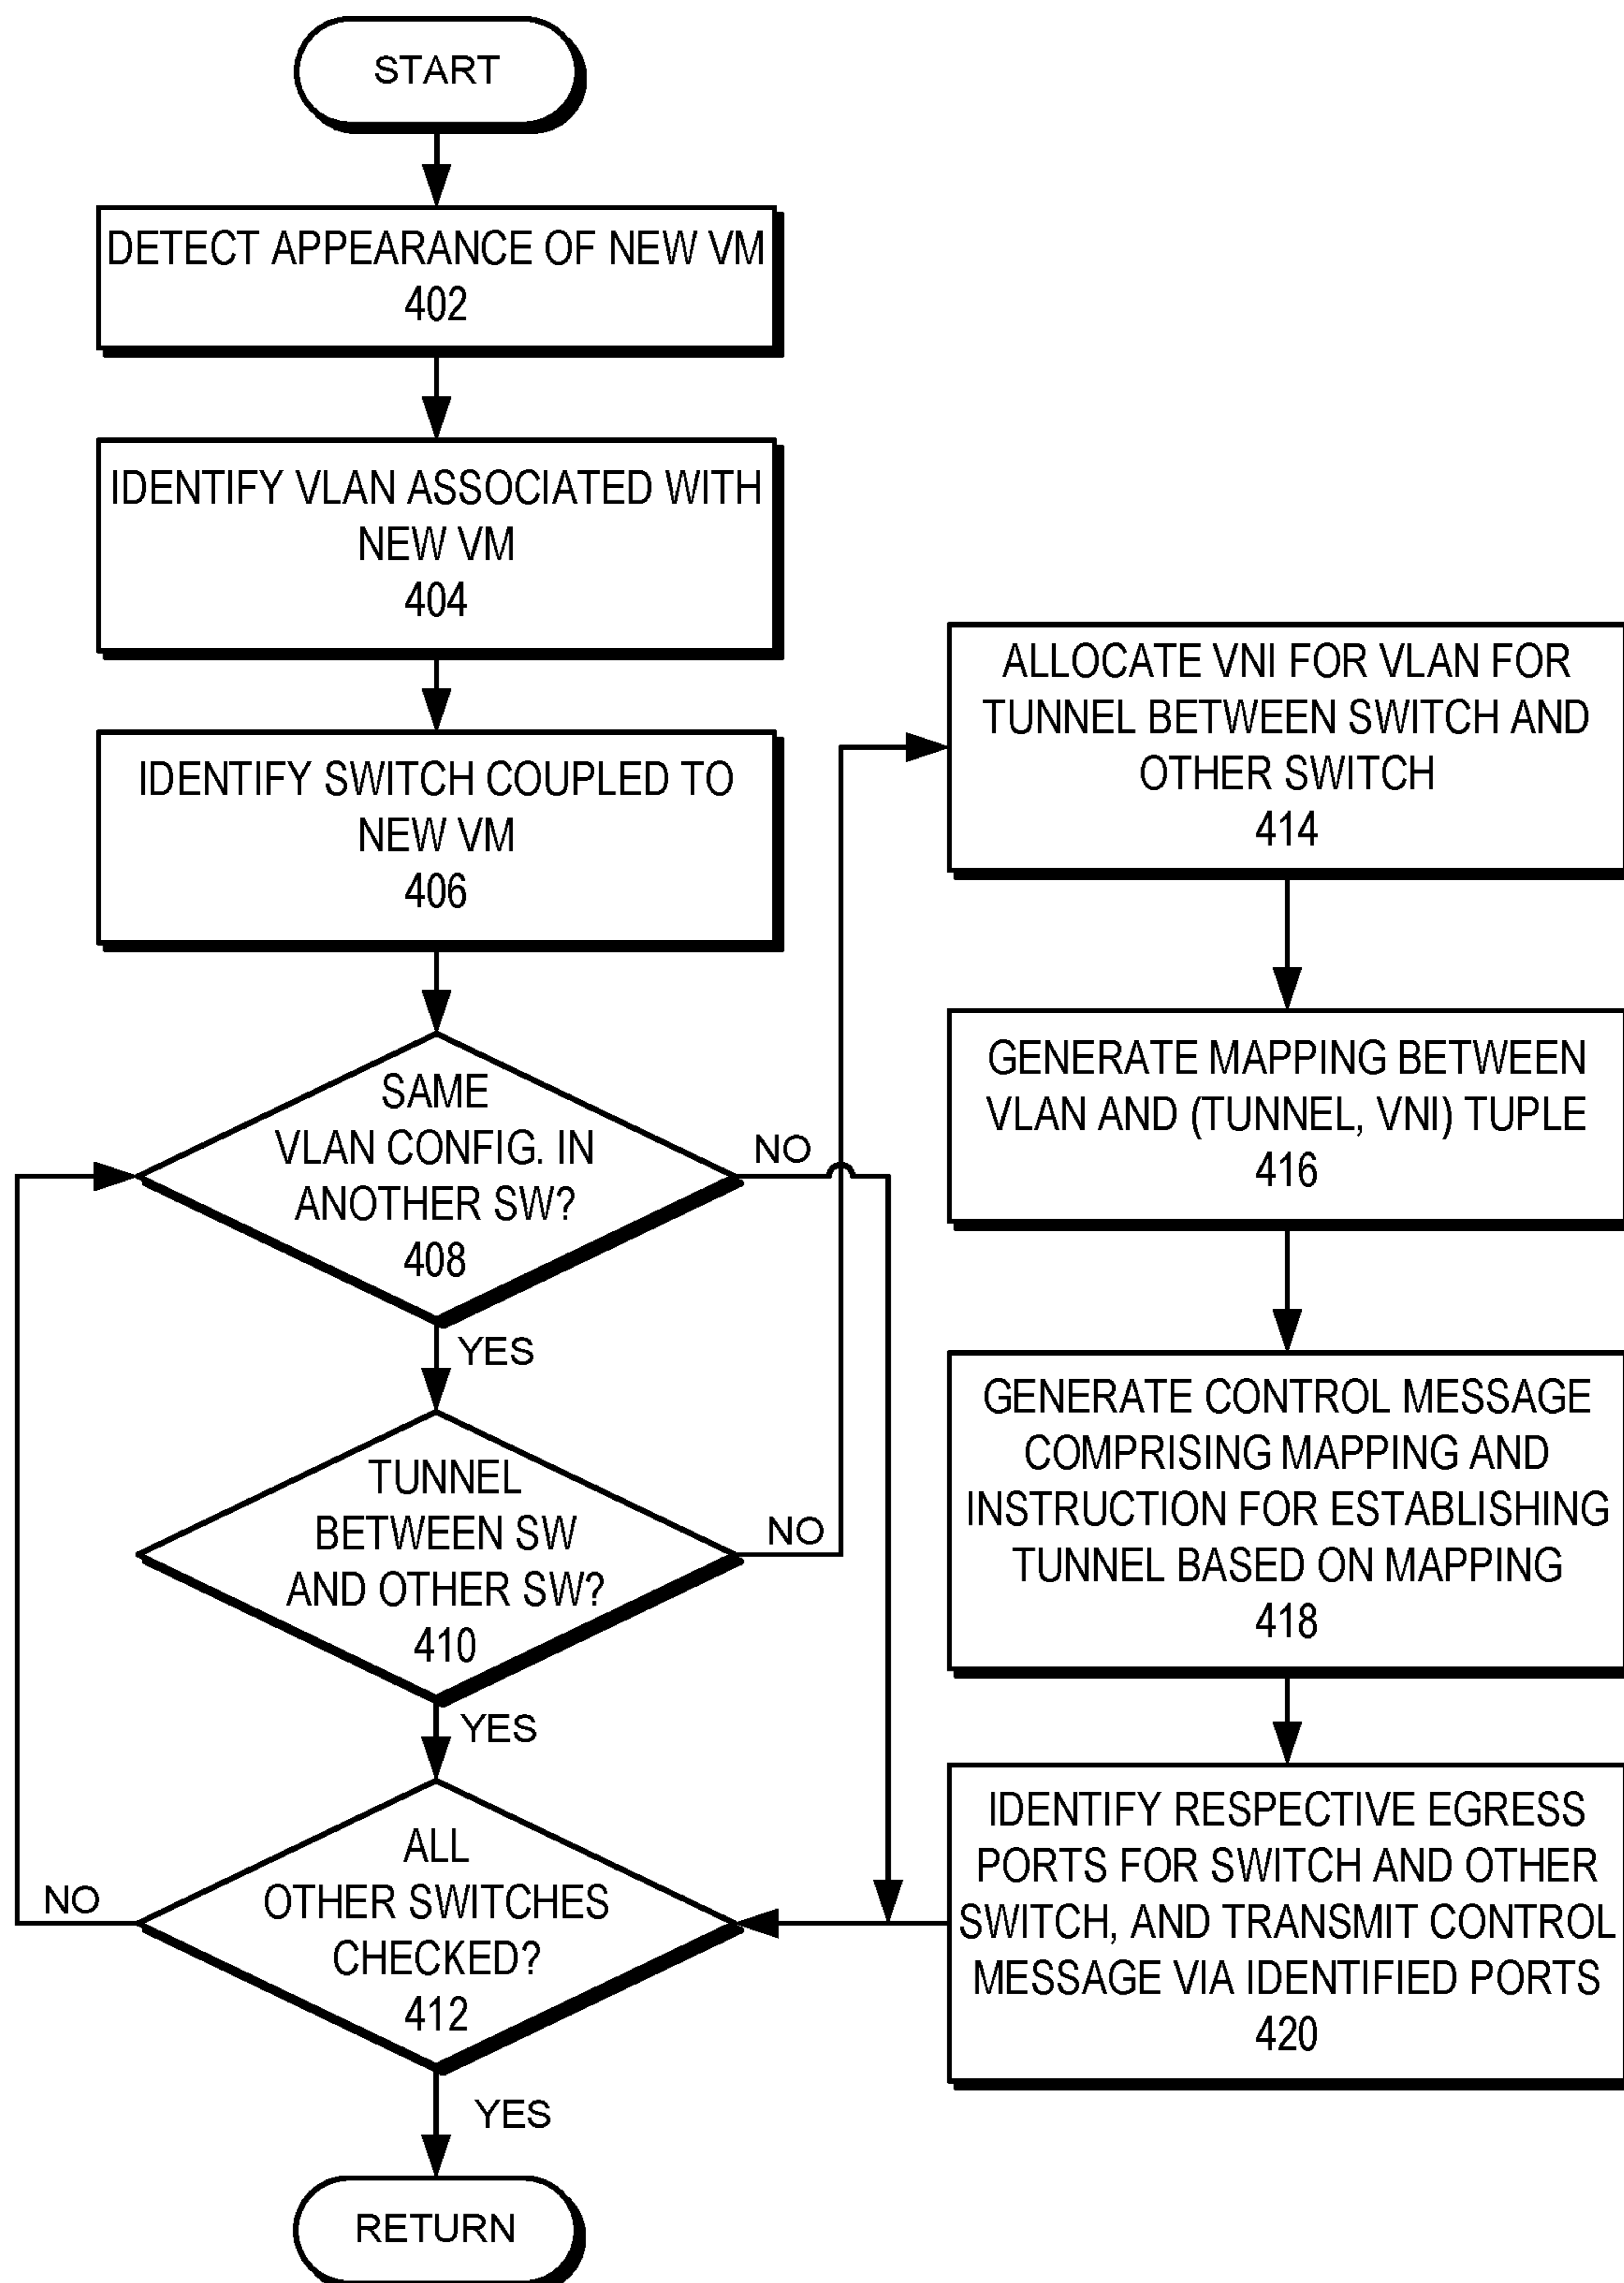 START
DETECT APPEARANCE OF NEW VM
402
IDENTIFY VLAN ASSOCIATED WITH
NEW VM
404
IDENTIFY SWITCH COUPLED TO
NEW VM
406
SAME
VLAN CONFIG. IN
ANOTHER SW?
408
NO
YES
TUNNEL
BETWEEN SW
AND OTHER SW?
410
NO
YES
ALL
OTHER SWITCHES
CHECKED?
412
NO
YES
RETURN
ALLOCATE VNI FOR VLAN FOR
TUNNEL BETWEEN SWITCH AND
OTHER SWITCH
414
GENERATE MAPPING BETWEEN
VLAN AND (TUNNEL, VNI) TUPLE
416
GENERATE CONTROL MESSAGE
COMPRISING MAPPING AND
INSTRUCTION FOR ESTABLISHING
TUNNEL BASED ON MAPPING
418
IDENTIFY RESPECTIVE EGRESS
PORTS FOR SWITCH AND OTHER
SWITCH, AND TRANSMIT CONTROL
MESSAGE VIA IDENTIFIED PORTS
420